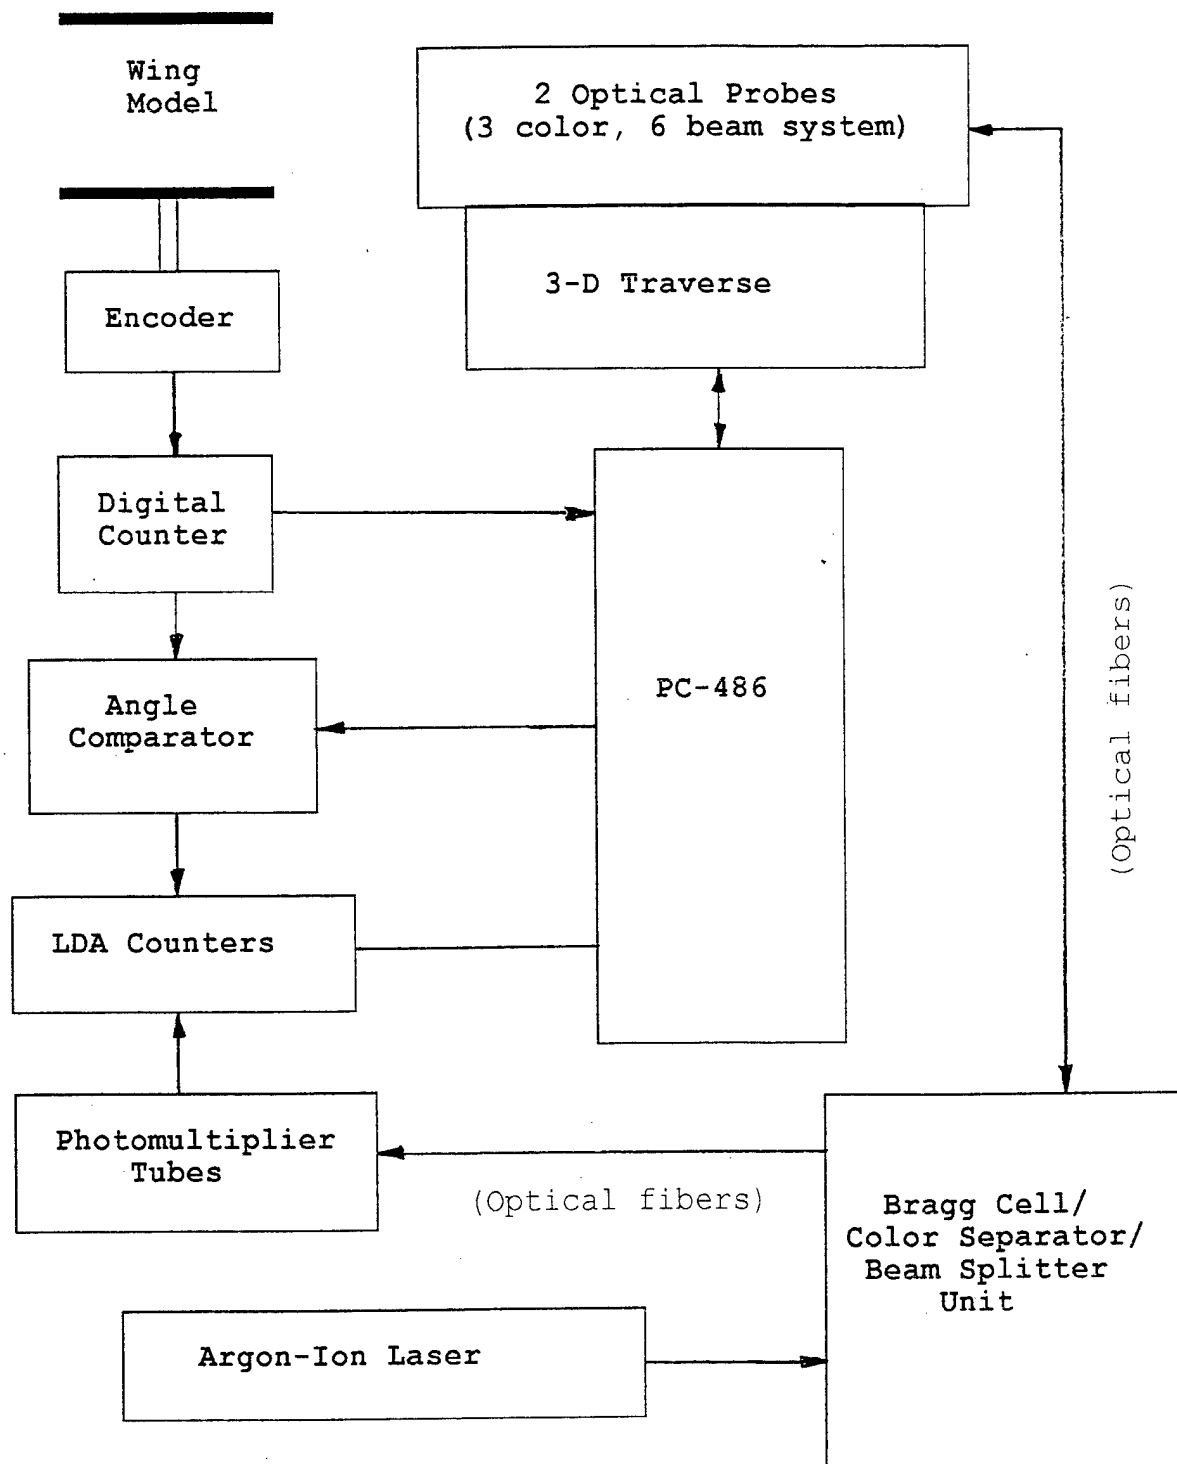 Wing
Model
2 Optical Probes
(3 color, 6 beam system)
3-D Traverse
Encoder
Digital
Counter
PC-486
Angle
Comparator
(Optical fibers)
LDA Counters
Photomultiplier
Tubes
(Optical fibers)
Bragg Cell/
Color Separator/
Beam Splitter
Unit
Argon-Ion Laser